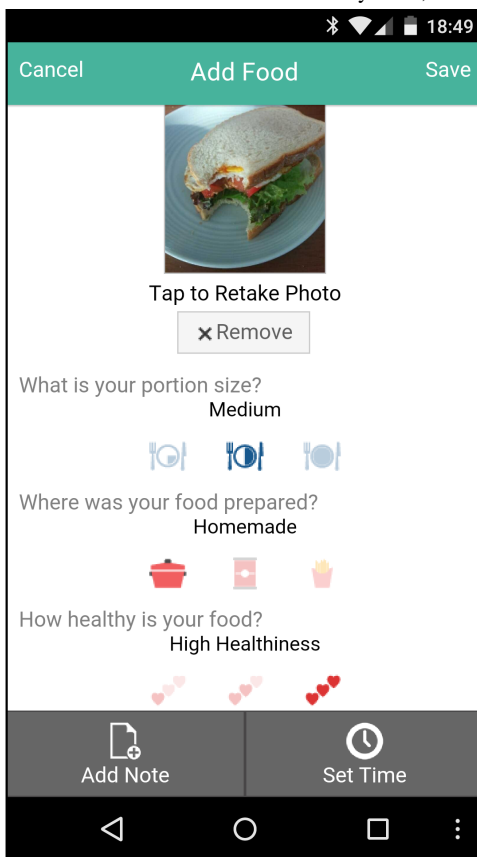 18:49
Cancel Add Food Save
Tap to Retake Photo
Remove
What is your portion size?
Medium
Where was your food prepared?
Homemade
How healthy is your food?
High Healthiness
Add Note Set Time